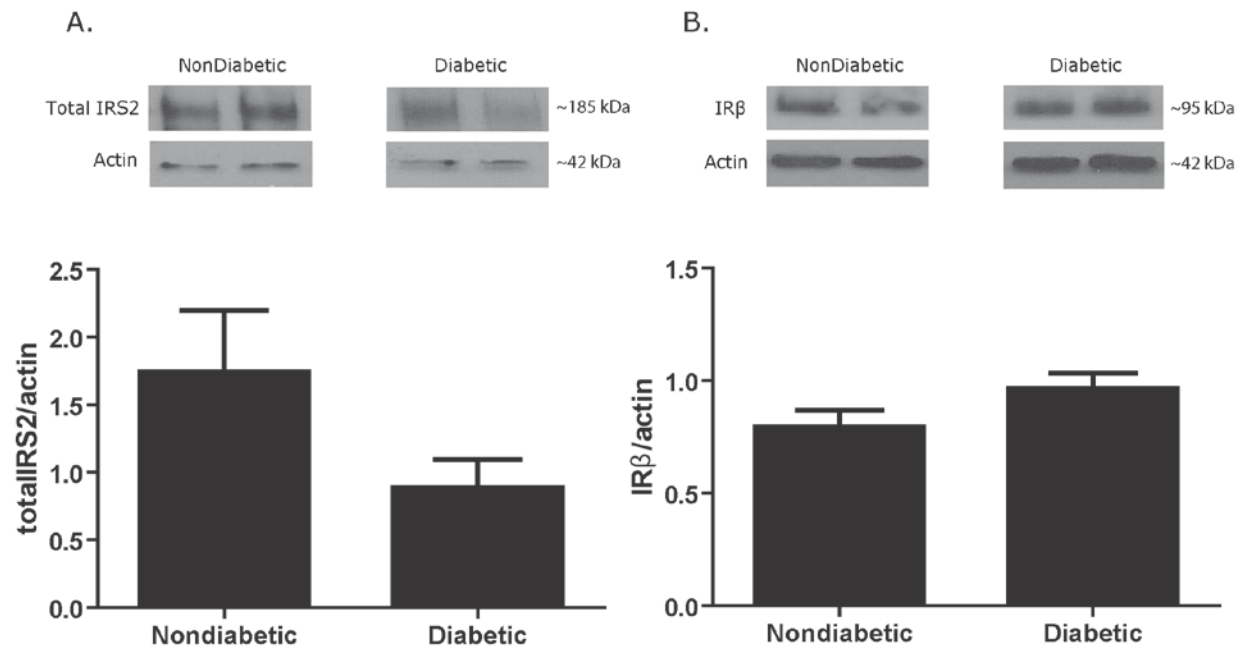 A.
NonDiabetic Diabetic
Total IRS2 ~185 kDa
Actin ~42 kDa
2.5
2.0
1.5
1.0
0.5
0.0
totalIRS2/actin
Nondiabetic Diabetic
B.
NonDiabetic Diabetic
IRβ ~95 kDa
Actin ~42 kDa
1.5
1.0
0.5
0.0
IRβ/actin
Nondiabetic Diabetic